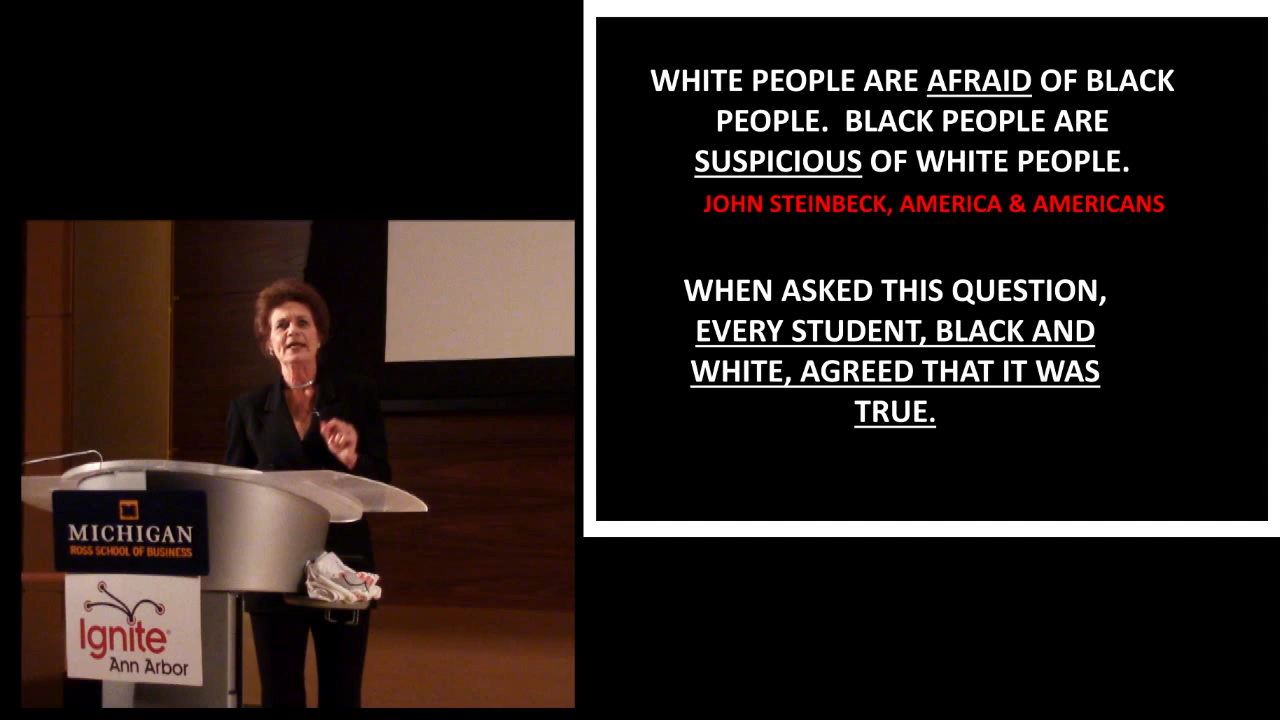 WHITE PEOPLE ARE AFRAID OF BLACK
PEOPLE. BLACK PEOPLE ARE
SUSPICIOUS OF WHITE PEOPLE.
JOHN STEINBECK, AMERICA & AMERICANS
WHEN ASKED THIS QUESTION,
EVERY STUDENT, BLACK AND
WHITE, AGREED THAT IT WAS
TRUE.
MICHIGAN
ROSS SCHOOL OF BUSINESS
Ignite®
Ann Arbor